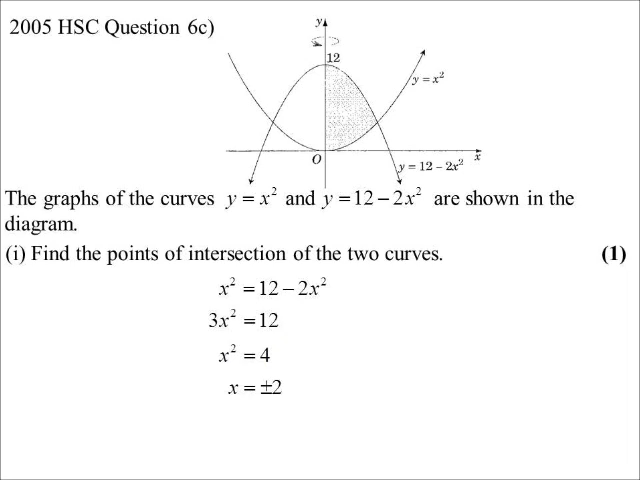 2005 HSC Question 6c)
y
12
y = x²
O
x
y = 12 – 2x²
The graphs of the curves y = x² and y = 12 – 2x² are shown in the
diagram.
(i) Find the points of intersection of the two curves. (1)
x² = 12 – 2x²
3x² = 12
x² = 4
x = ±2